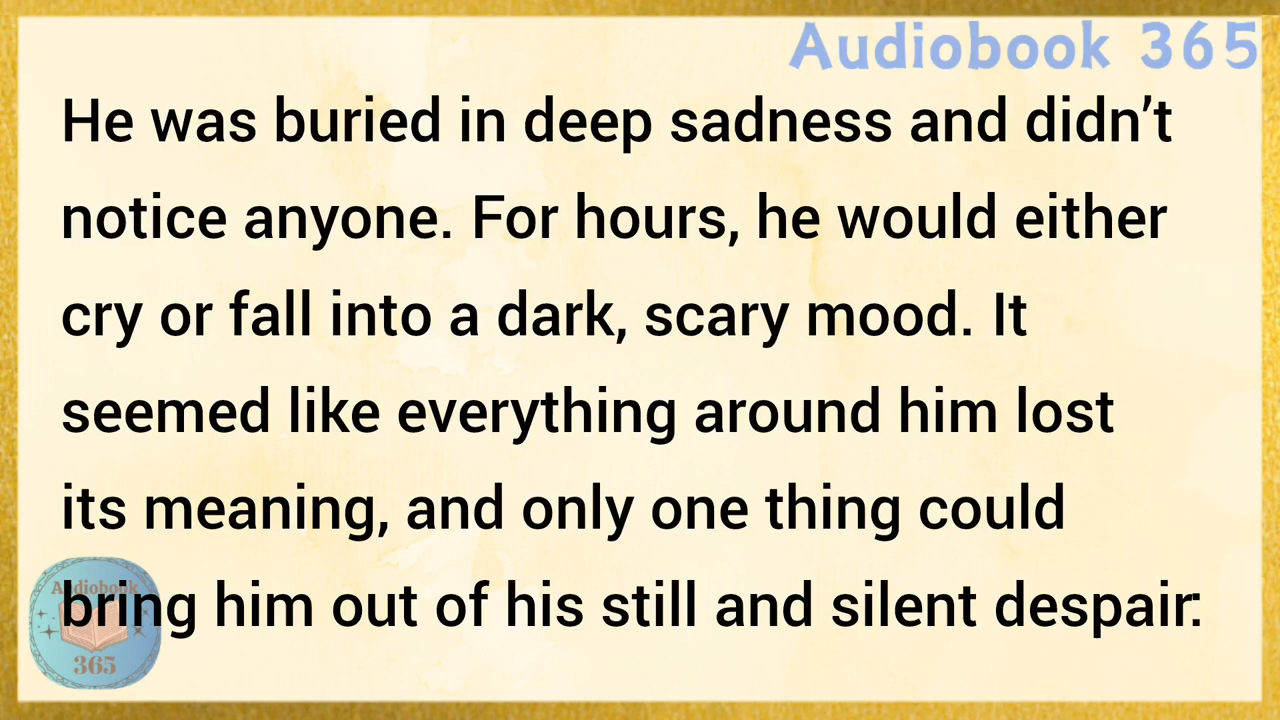 Audiobook 365
He was buried in deep sadness and didn’t
notice anyone. For hours, he would either
cry or fall into a dark, scary mood. It
seemed like everything around him lost
its meaning, and only one thing could
bring him out of his still and silent despair:
Audiobook
365